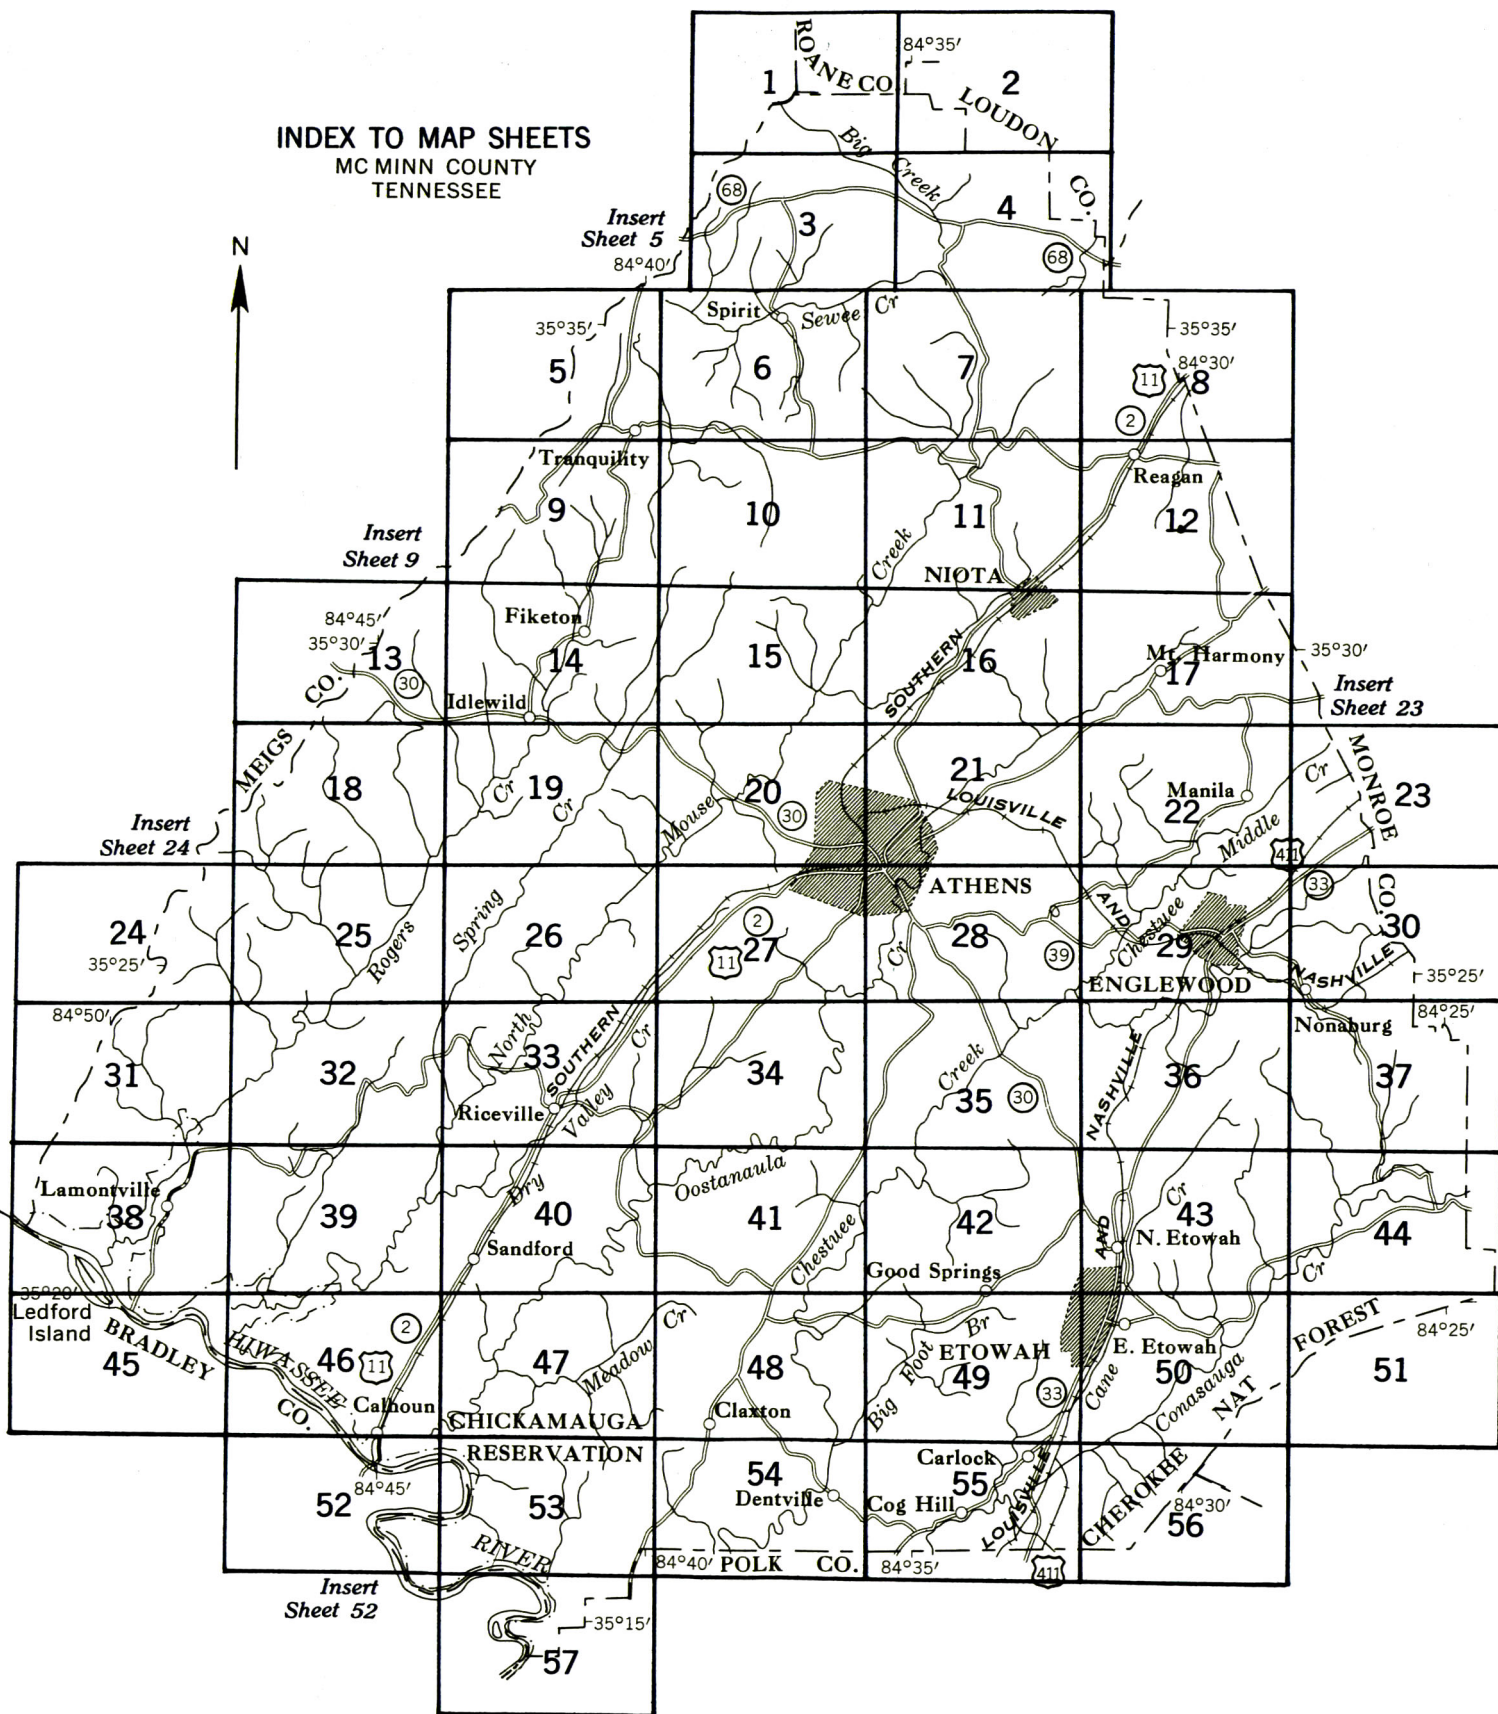 INDEX TO MAP SHEETS
MC MINN COUNTY
TENNESSEE
N
ROANE CO.
84°35'
1
2
LOUDON
CO.
Big Creek
68
3
4
68
Insert
Sheet 5
84°40'
Spirit
Sewee Cr
35°35'
35°35'
84°30'
5
6
7
11
8
2
Tranquility
Reagan
9
10
11
12
Insert
Sheet 9
Creek
NIOTA
84°45'
35°30'
Fiketon
SOUTHERN
13
14
15
16
Mt. Harmony
17
35°30'
CO.
30
Idlewild
Insert
Sheet 23
MEIGS
MONROE
18
19
20
21
22
23
Cr
Cr
Mouse
30
LOUISVILLE
Manila
Cr
Middle
Insert
Sheet 24
411
33
ATHENS
AND
CO.
24
25
26
27
28
29
30
35°25'
Rogers
Spring
2
11
Cr
39
Chestuee
ENGLEWOOD
NASHVILLE
35°25'
84°25'
84°50'
North
SOUTHERN
Cr
Nonaburg
31
32
33
34
35
36
37
Creek
30
NASHVILLE
Riceville
Valley
Lamontville
Dry
Oostanaula
Cr
38
39
40
41
42
43
44
Sandford
Chestuee
AND
N. Etowah
Good Springs
Cr
35°20'
Ledford
Island
BRADLEY
HIWASSEE
2
Cr
Br
ETOWAH
E. Etowah
FOREST
84°25'
45
46
11
47
48
49
50
51
Meadow
Foot
Big
33
Cane
Conasauga
NAT
CO.
Calhoun
CHICKAMAUGA
Claxton
RESERVATION
Carlock
CHEROKEE
84°45'
52
53
54
55
56
Dentville
Cog Hill
LOUISVILLE
84°30'
RIVER
84°40'
POLK CO.
84°35'
411
Insert
Sheet 52
35°15'
57